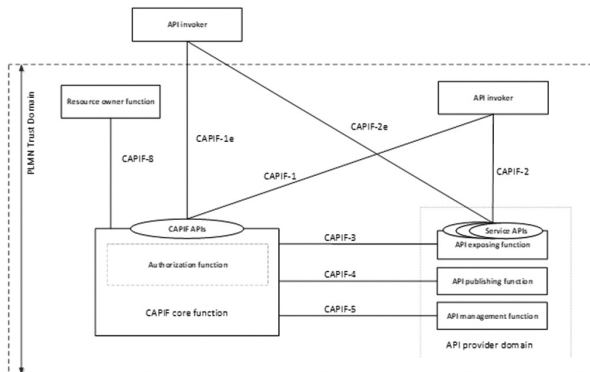 API invoker
PLMN Trust Domain
Resource owner function
API invoker
CAPIF-1e
CAPIF-2e
CAPIF-8
CAPIF-1
CAPIF-2
CAPIF APIs
Service APIs
API exposing function
CAPIF-3
Authorization function
CAPIF-4
API publishing function
CAPIF core function
CAPIF-5
API management function
API provider domain